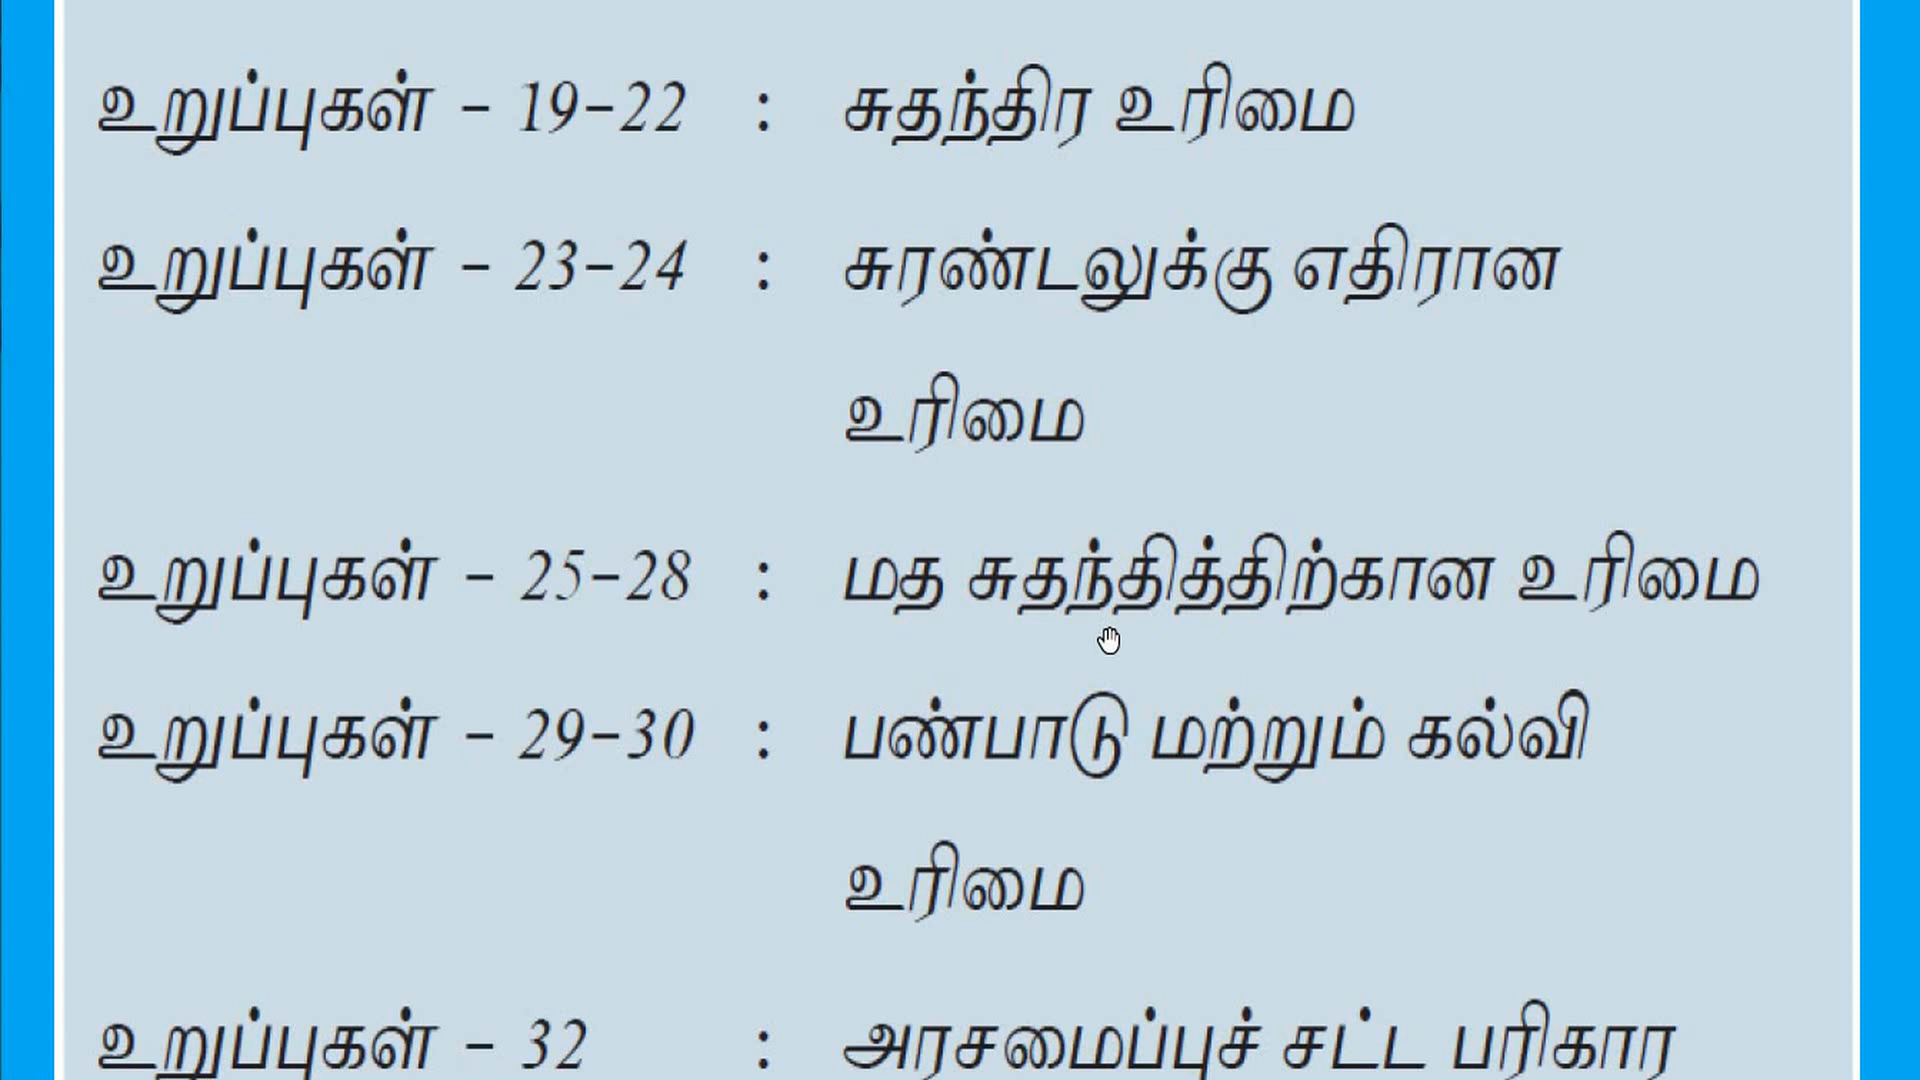 உறுப்புகள் - 19-22 : சுதந்திர உரிமை
உறுப்புகள் - 23-24 : சுரண்டலுக்கு எதிரான
உரிமை
உறுப்புகள் - 25-28 : மத சுதந்தித்திற்கான உரிமை
உறுப்புகள் - 29-30 : பண்பாடு மற்றும் கல்வி
உரிமை
உறுப்புகள் - 32 : அரசமைப்புச் சட்ட பரிகார